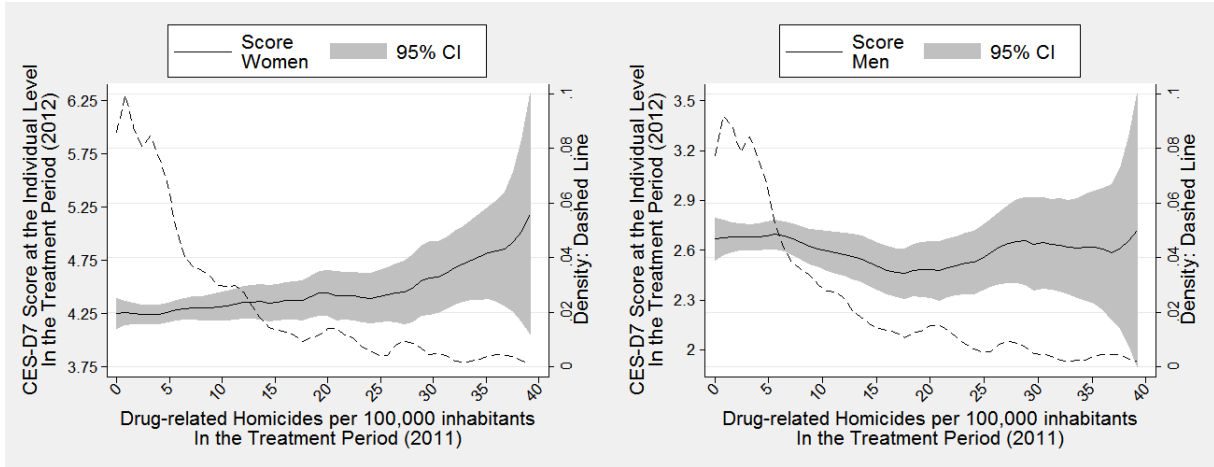 Score
Women
95% CI
CES-D7 Score at the Individual Level
In the Treatment Period (2012)
6.25
5.75
5.25
4.75
4.25
3.75
.1
.08
.06
.04
.02
0
Density: Dashed Line
0
5
10
15
20
25
30
35
40
Drug-related Homicides per 100,000 inhabitants
In the Treatment Period (2011)
Score
Men
95% CI
CES-D7 Score at the Individual Level
In the Treatment Period (2012)
3.5
3.2
2.9
2.6
2.3
2
.1
.08
.06
.04
.02
0
Density: Dashed Line
0
5
10
15
20
25
30
35
40
Drug-related Homicides per 100,000 inhabitants
In the Treatment Period (2011)